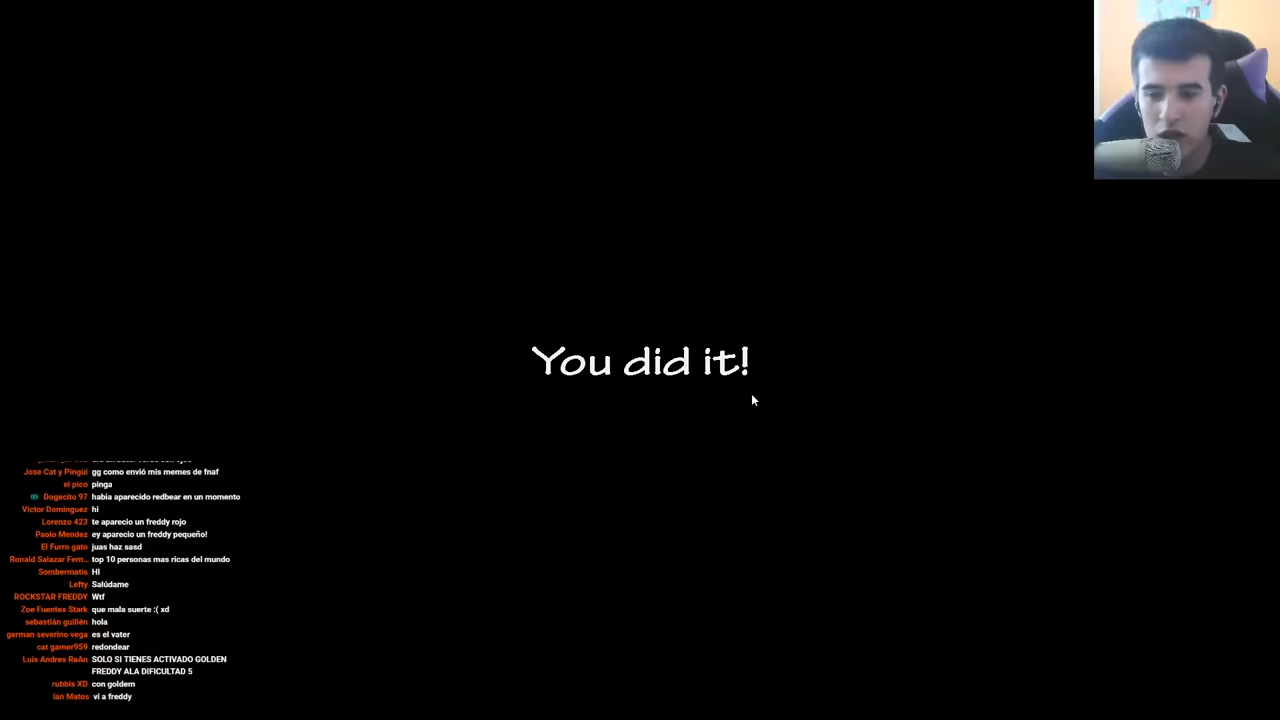 You did it!
Jose Cat y Pingüi gg como envió mis memes de fnaf
el pico pinga
Dogecito 97 habia aparecido redbear en un momento
Victor Dominguez hi
Lorenzo 423 te aparecio un freddy rojo
Paolo Mendez ey aparecio un freddy pequeño!
El Furro gato juas haz sasd
Ronald Salazar Fern... top 10 personas mas ricas del mundo
Sombermatis HI
Lefty Salúdame
ROCKSTAR FREDDY Wtf
Zoe Fuentes Stark que mala suerte :( xd
sebastián guillén hola
german severino vega es el vater
cat gamer959 redondear
Luis Andres ReAn SOLO SI TIENES ACTIVADO GOLDEN
FREDDY ALA DIFICULTAD 5
rubbis XD con goldem
Ian Matos vi a freddy